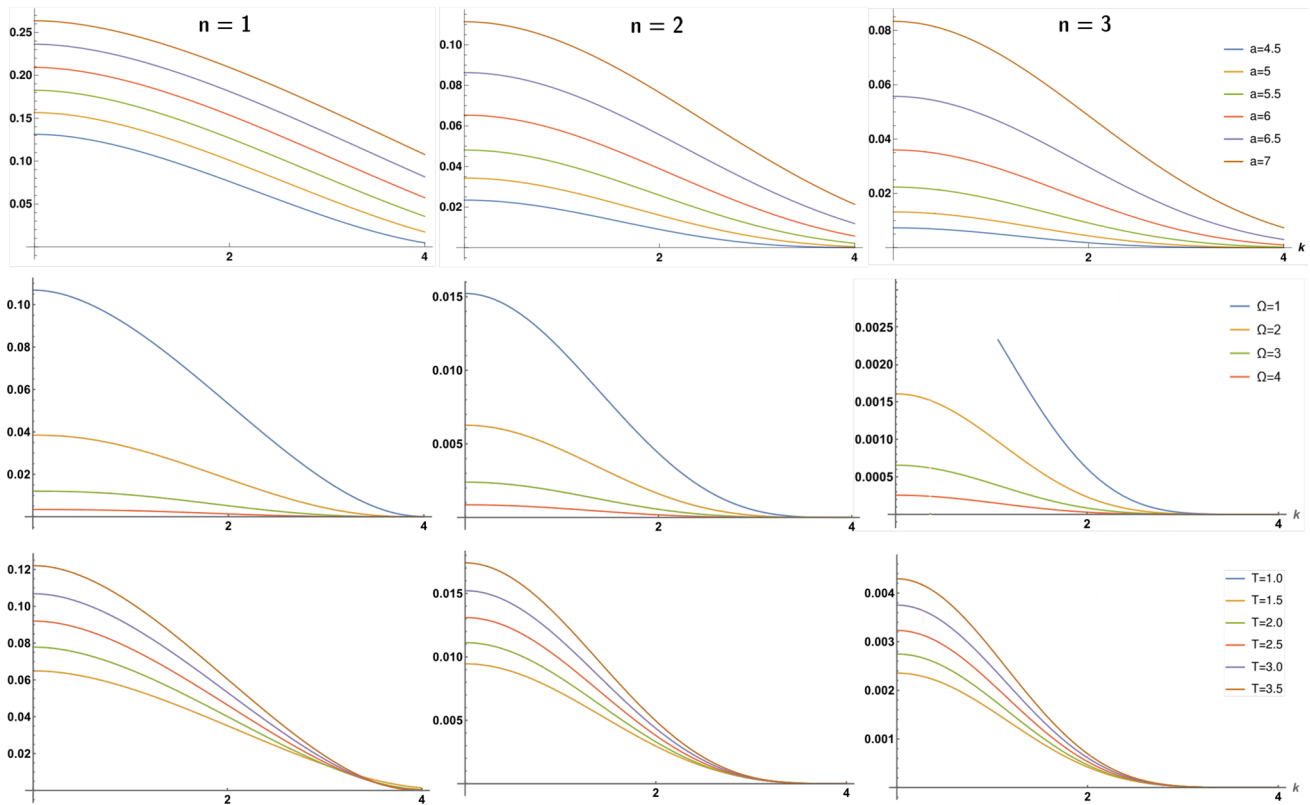 n = 1
0.25
0.20
0.15
0.10
0.05
2
4
n = 2
0.10
0.08
0.06
0.04
0.02
2
4
n = 3
0.08
0.06
0.04
0.02
2
4
k
a=4.5
a=5
a=5.5
a=6
a=6.5
a=7
0.10
0.08
0.06
0.04
0.02
2
4
0.015
0.010
0.005
2
4
0.0025
0.0020
0.0015
0.0010
0.0005
2
4
k
Ω=1
Ω=2
Ω=3
Ω=4
0.12
0.10
0.08
0.06
0.04
0.02
2
4
0.015
0.010
0.005
2
4
0.004
0.003
0.002
0.001
2
4
k
T=1.0
T=1.5
T=2.0
T=2.5
T=3.0
T=3.5